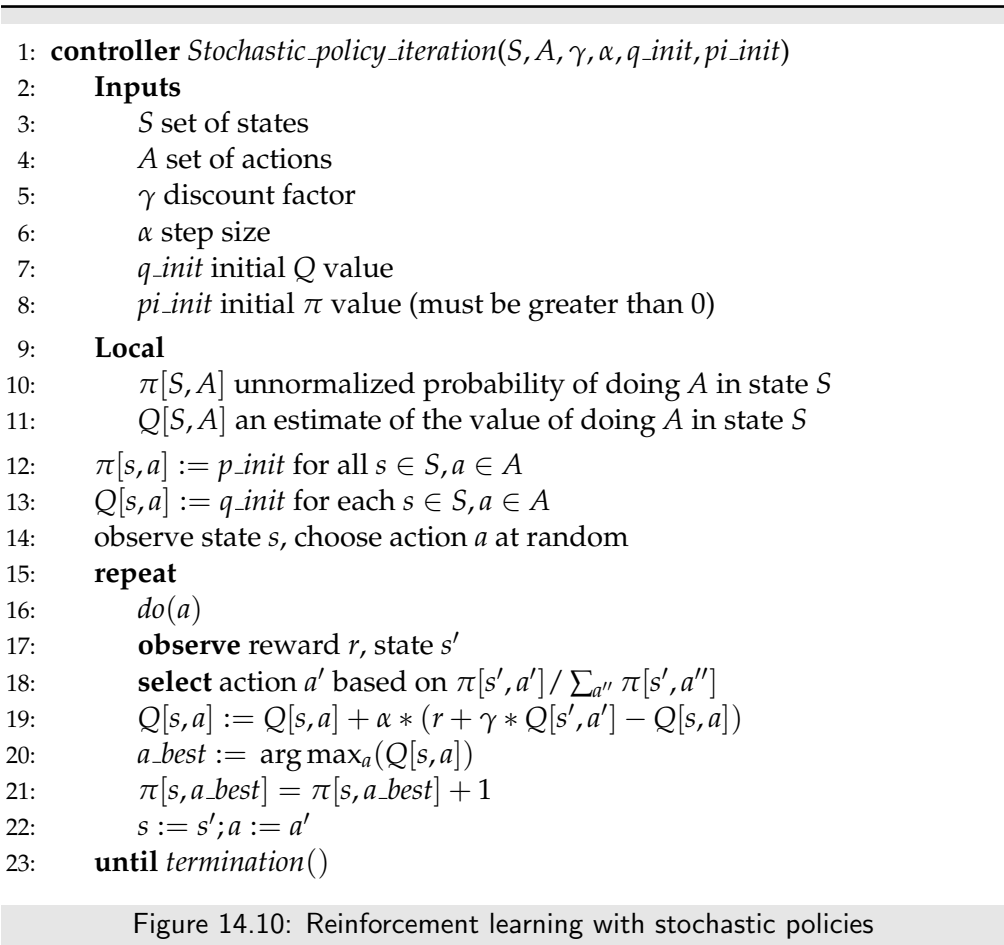 1: controller Stochastic_policy_iteration(S, A, γ, α, q_init, pi_init)
2: Inputs
3: S set of states
4: A set of actions
5: γ discount factor
6: α step size
7: q_init initial Q value
8: pi_init initial π value (must be greater than 0)
9: Local
10: π[S, A] unnormalized probability of doing A in state S
11: Q[S, A] an estimate of the value of doing A in state S
12: π[s, a] := p_init for all s ∈ S, a ∈ A
13: Q[s, a] := q_init for each s ∈ S, a ∈ A
14: observe state s, choose action a at random
15: repeat
16: do(a)
17: observe reward r, state s′
18: select action a′ based on π[s′, a′] / ∑a″ π[s′, a″]
19: Q[s, a] := Q[s, a] + α * (r + γ * Q[s′, a′] − Q[s, a])
20: a_best := arg maxa(Q[s, a])
21: π[s, a_best] = π[s, a_best] + 1
22: s := s′; a := a′
23: until termination()
Figure 14.10: Reinforcement learning with stochastic policies